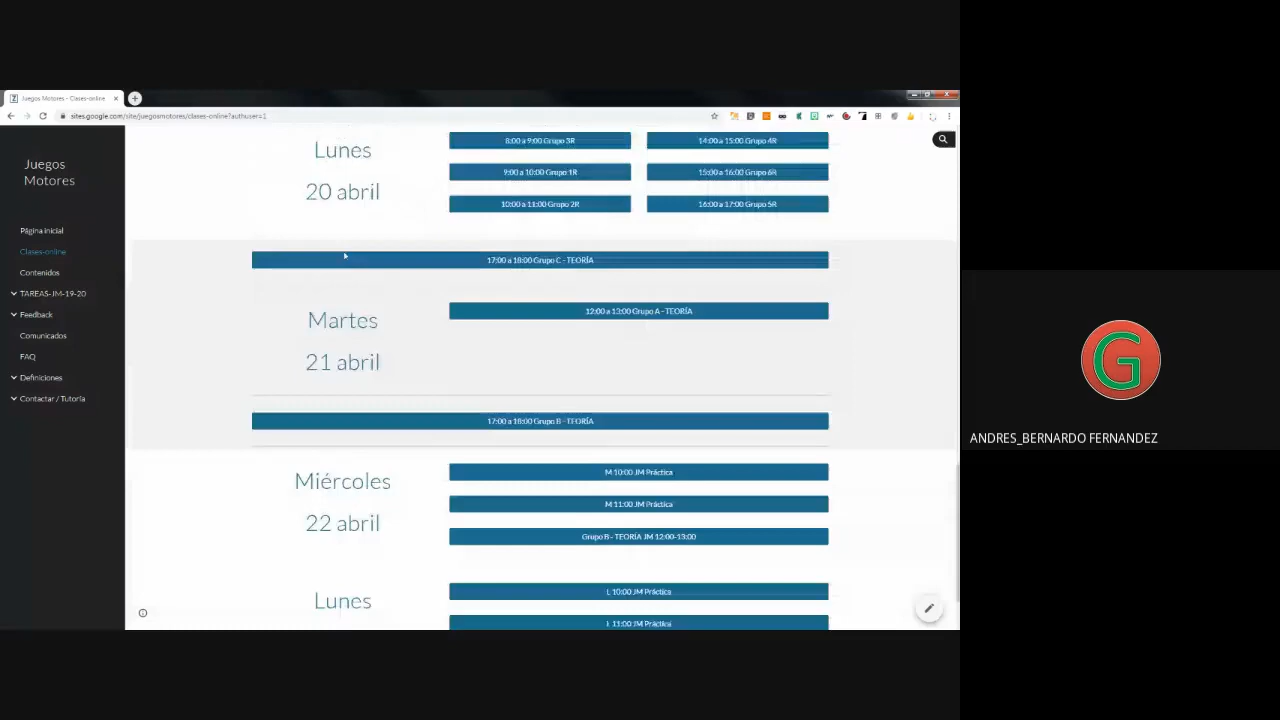 Juegos Motores - Clases-online
sites.google.com/site/juegosmotores/clases-online?authuser=1
Juegos
Motores
Página inicial
Clases-online
Contenidos
TAREAS-JM-19-20
Feedback
Comunicados
FAQ
Definiciones
Contactar / Tutoría
Lunes
20 abril
8:00 a 9:00 Grupo 3R
14:00 a 15:00 Grupo 4R
9:00 a 10:00 Grupo 1R
15:00 a 16:00 Grupo 6R
10:00 a 11:00 Grupo 2R
16:00 a 17:00 Grupo 5R
17:00 a 18:00 Grupo C - TEORÍA
Martes
21 abril
12:00 a 13:00 Grupo A - TEORÍA
17:00 a 18:00 Grupo B - TEORÍA
Miércoles
22 abril
M 10:00 JM Práctica
M 11:00 JM Práctica
Grupo B - TEORÍA JM 12:00-13:00
Lunes
L 10:00 JM Práctica
L 11:00 JM Práctica
G
ANDRES_BERNARDO FERNANDEZ